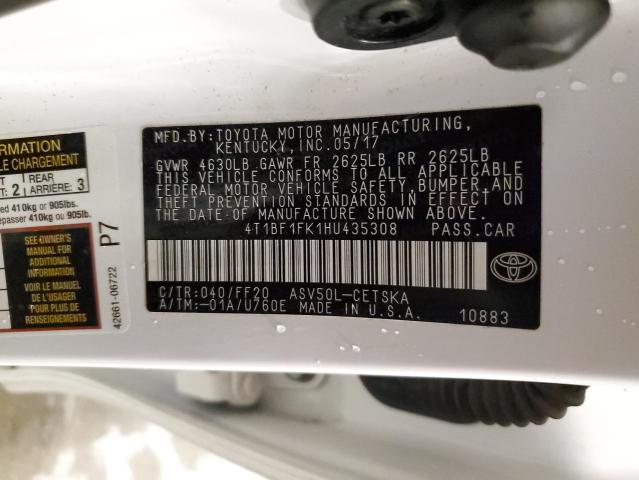 MFD.BY:TOYOTA MOTOR MANUFACTURING,
KENTUCKY, INC.05/17
GVWR 4630LB GAWR FR 2625LB RR 2625LB
THIS VEHICLE CONFORMS TO ALL APPLICABLE
FEDERAL MOTOR VEHICLE SAFETY, BUMPER, AND
THEFT PREVENTION STANDARDS IN EFFECT ON
THE DATE OF MANUFACTURE SHOWN ABOVE.
4T1BF1FK1HU435308 PASS.CAR
C/TR:040/FF20 ASV50L-CETSKA
A/TM:-01A/U760E MADE IN U.S.A.
10883
FORMATION
CHARGEMENT
2
REAR
ARRIÈRE: 3
410kg or 905lbs.
410kg ou 905lbs.
SEE OWNER'S
MANUAL FOR
ADDITIONAL
INFORMATION
VOIR LE MANUEL
DE L'USAGER
POUR PLUS DE
RENSEIGNEMENTS
P7
42661-06722